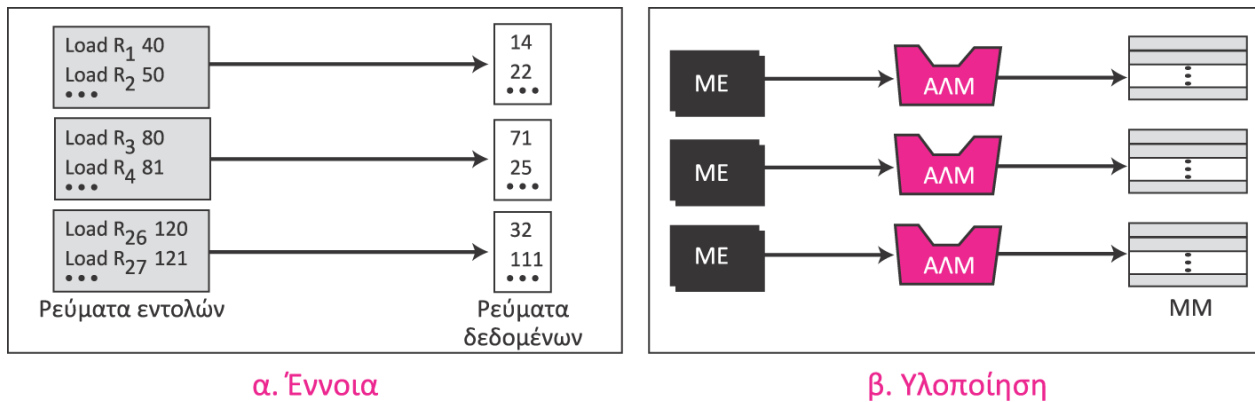 Load R1 40
Load R2 50
•••
14
22
•••
Load R3 80
Load R4 81
•••
71
25
•••
Load R26 120
Load R27 121
•••
32
111
•••
Ρεύματα εντολών
Ρεύματα
δεδομένων
α. Έννοια
ΜΕ
ΑΛΜ
ΜΕ
ΑΛΜ
ΜΕ
ΑΛΜ
ΜΜ
β. Υλοποίηση